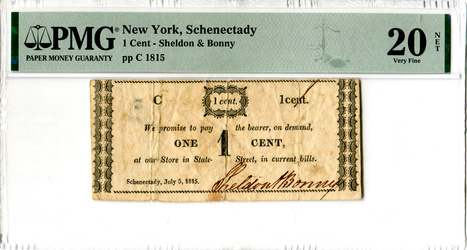 PMG
PAPER MONEY GUARANTY
New York, Schenectady
1 Cent - Sheldon & Bonny
pp C 1815
20 NET
Very Fine
C 1 cent. 1cent.
We promise to pay the bearer, on demand,
ONE 1 CENT,
at our Store in State- Street, in current bills.
Schenectady, July 5, 1815. Sheldon & Bonny